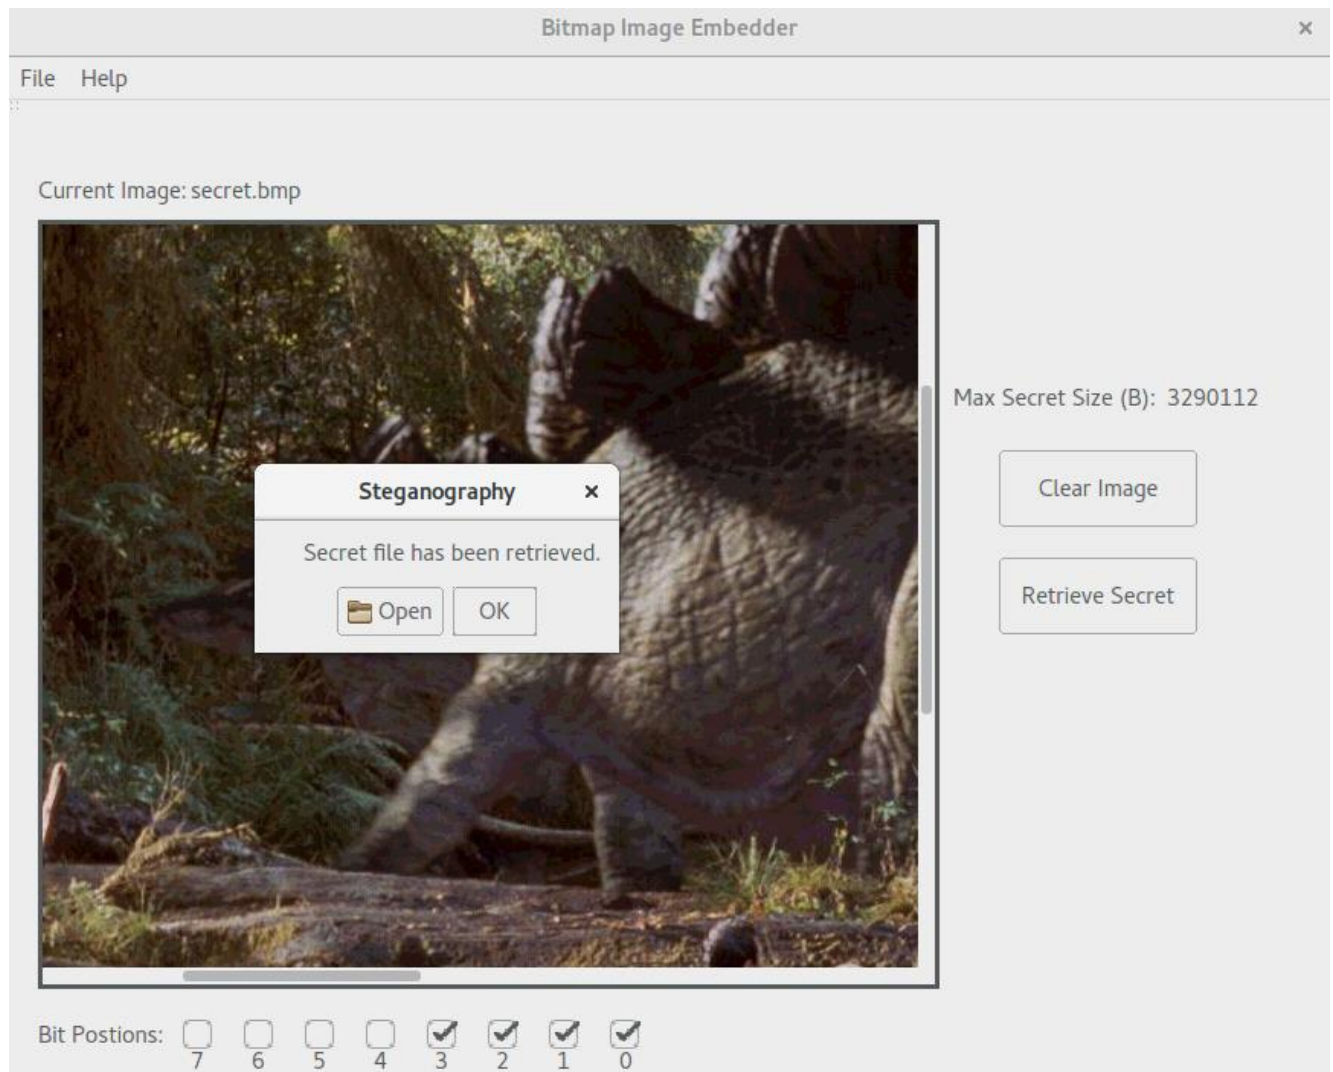 Bitmap Image Embedder ×
File Help
Current Image: secret.bmp
Max Secret Size (B): 3290112
Clear Image
Steganography ×
Secret file has been retrieved.
Open OK
Retrieve Secret
Bit Postions:
7 6 5 4 3 2 1 0